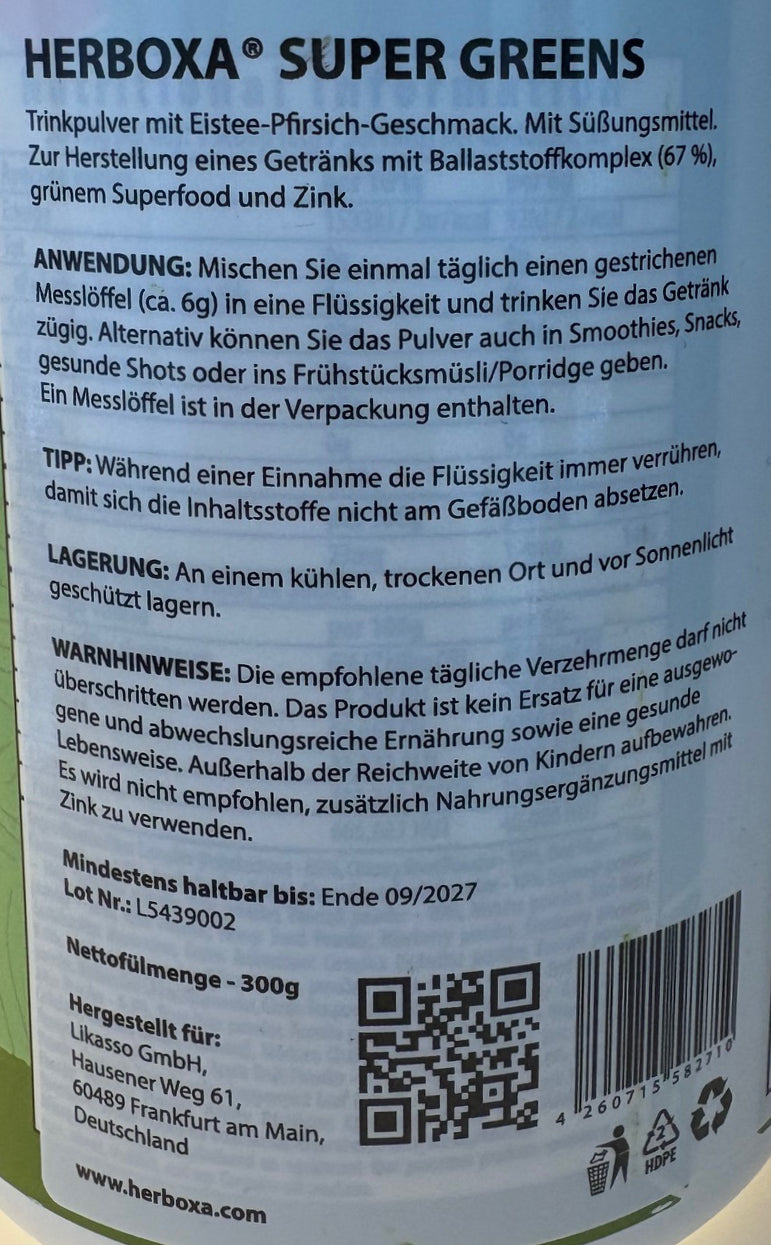 HERBOXA® SUPER GREENS
Trinkpulver mit Eistee-Pfirsich-Geschmack. Mit Süßungsmittel.
Zur Herstellung eines Getränks mit Ballaststoffkomplex (67 %),
grünem Superfood und Zink.
ANWENDUNG: Mischen Sie einmal täglich einen gestrichenen
Messlöffel (ca. 6g) in eine Flüssigkeit und trinken Sie das Getränk
zügig. Alternativ können Sie das Pulver auch in Smoothies, Snacks,
gesunde Shots oder ins Frühstücksmüsli/Porridge geben.
Ein Messlöffel ist in der Verpackung enthalten.
TIPP: Während einer Einnahme die Flüssigkeit immer verrühren,
damit sich die Inhaltsstoffe nicht am Gefäßboden absetzen.
LAGERUNG: An einem kühlen, trockenen Ort und vor Sonnenlicht
geschützt lagern.
WARNHINWEISE: Die empfohlene tägliche Verzehrmenge darf nicht
überschritten werden. Das Produkt ist kein Ersatz für eine ausgewo-
gene und abwechslungsreiche Ernährung sowie eine gesunde
Lebensweise. Außerhalb der Reichweite von Kindern aufbewahren.
Es wird nicht empfohlen, zusätzlich Nahrungsergänzungsmittel mit
Zink zu verwenden.
Mindestens haltbar bis: Ende 09/2027
Lot Nr.: L5439002
Nettofülmenge - 300g
Hergestellt für:
Likasso GmbH,
Hausener Weg 61,
60489 Frankfurt am Main,
Deutschland
www.herboxa.com
4 260715 582710
2
HDPE